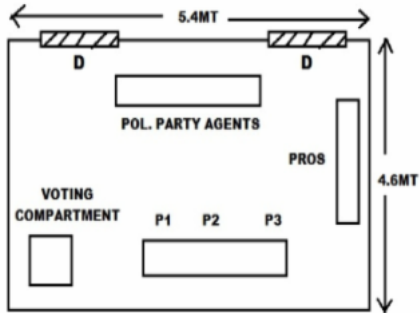 5.4MT
D D
POL. PARTY AGENTS
PROS
4.6MT
VOTING
COMPARTMENT
P1 P2 P3